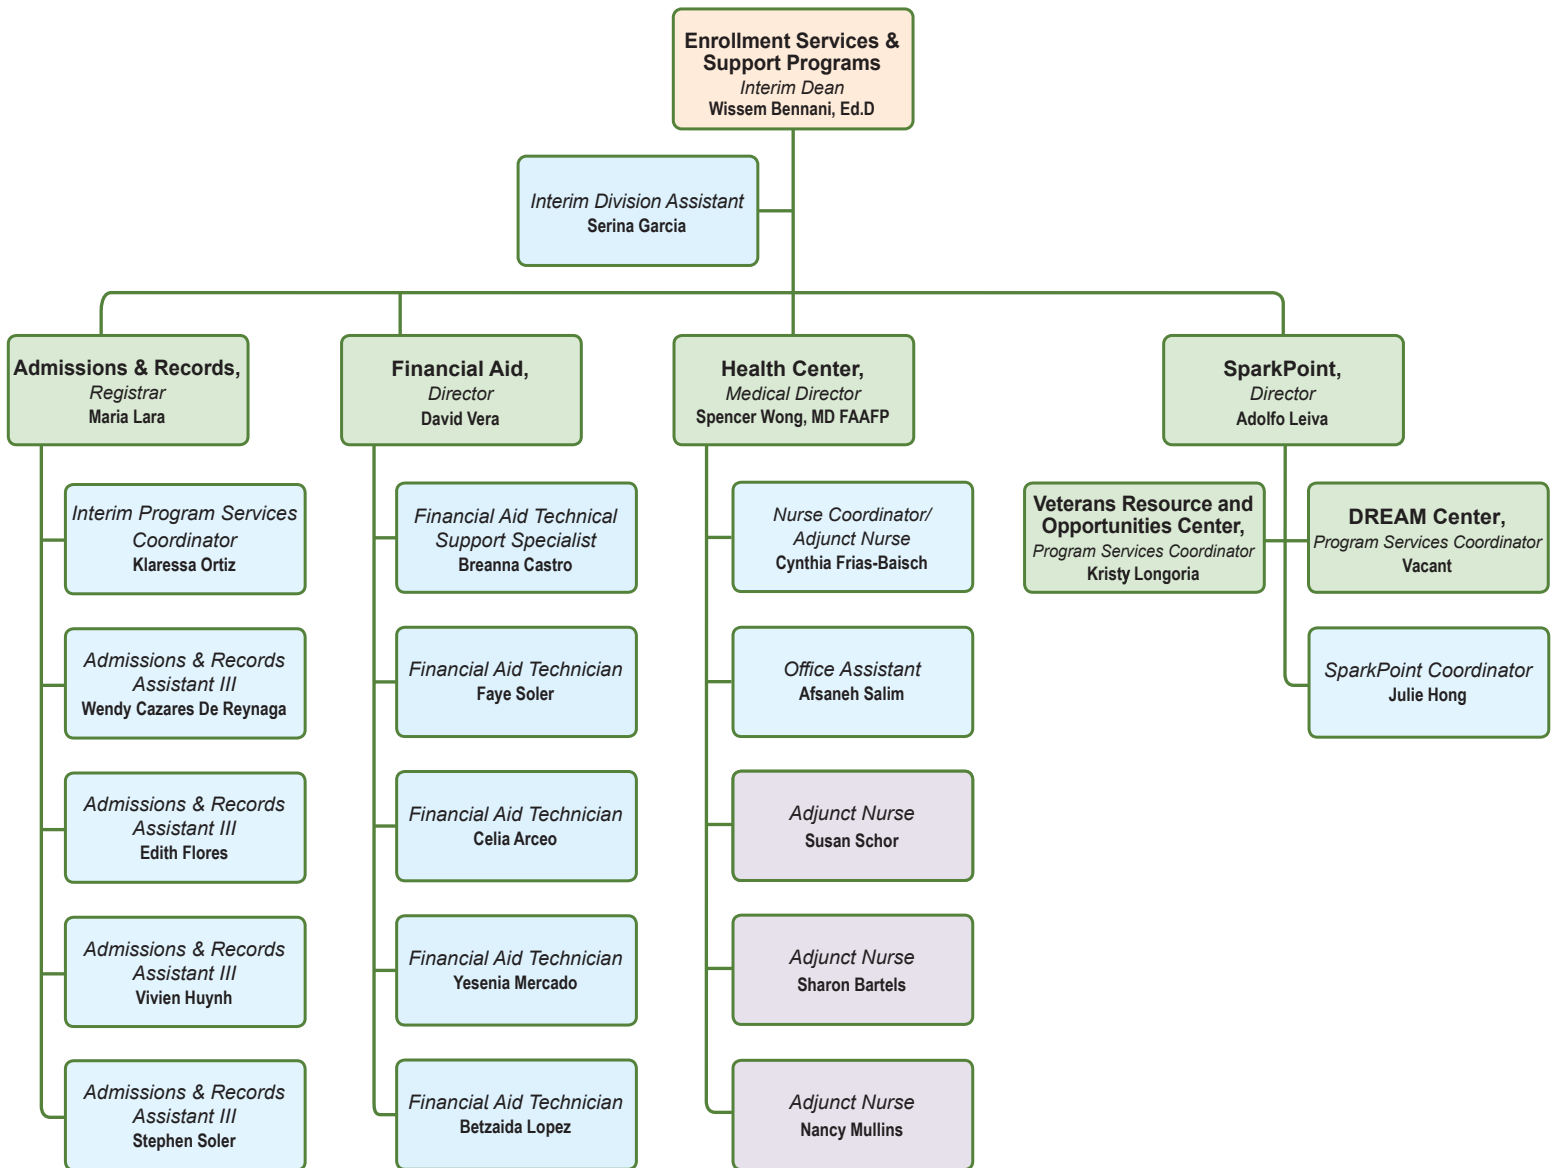 Enrollment Services &
Support Programs
Interim Dean
Wissem Bennani, Ed.D
Interim Division Assistant
Serina Garcia
Admissions & Records,
Registrar
Maria Lara
Interim Program Services
Coordinator
Klaressa Ortiz
Admissions & Records
Assistant III
Wendy Cazares De Reynaga
Admissions & Records
Assistant III
Edith Flores
Admissions & Records
Assistant III
Vivien Huynh
Admissions & Records
Assistant III
Stephen Soler
Financial Aid,
Director
David Vera
Financial Aid Technical
Support Specialist
Breanna Castro
Financial Aid Technician
Faye Soler
Financial Aid Technician
Celia Arceo
Financial Aid Technician
Yesenia Mercado
Financial Aid Technician
Betzaida Lopez
Health Center,
Medical Director
Spencer Wong, MD FAAFP
Nurse Coordinator/
Adjunct Nurse
Cynthia Frias-Baisch
Office Assistant
Afsaneh Salim
Adjunct Nurse
Susan Schor
Adjunct Nurse
Sharon Bartels
Adjunct Nurse
Nancy Mullins
SparkPoint,
Director
Adolfo Leiva
Veterans Resource and
Opportunities Center,
Program Services Coordinator
Kristy Longoria
DREAM Center,
Program Services Coordinator
Vacant
SparkPoint Coordinator
Julie Hong